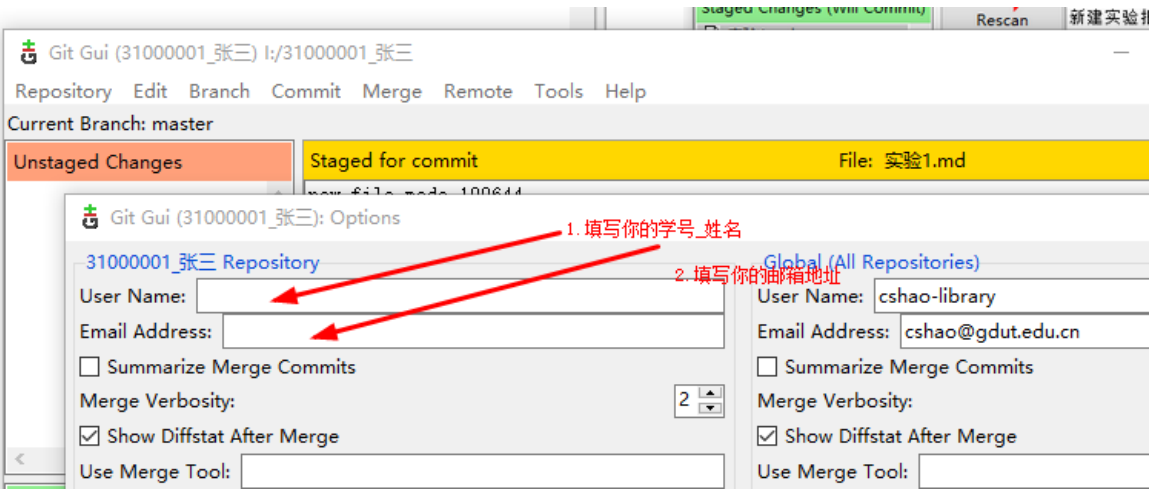 Staged Changes (Will Commit)
Rescan
新建实验
Git Gui (31000001_张三) I:/31000001_张三
Repository Edit Branch Commit Merge Remote Tools Help
Current Branch: master
Unstaged Changes
Staged for commit
File: 实验1.md
new file mode 100644
Git Gui (31000001_张三): Options
1.填写你的学号_姓名
31000001_张三 Repository
Global (All Repositories)
2.填写你的邮箱地址
User Name:
User Name: cshao-library
Email Address:
Email Address: cshao@gdut.edu.cn
Summarize Merge Commits
Summarize Merge Commits
Merge Verbosity: 2
Merge Verbosity:
Show Diffstat After Merge
Show Diffstat After Merge
Use Merge Tool:
Use Merge Tool: